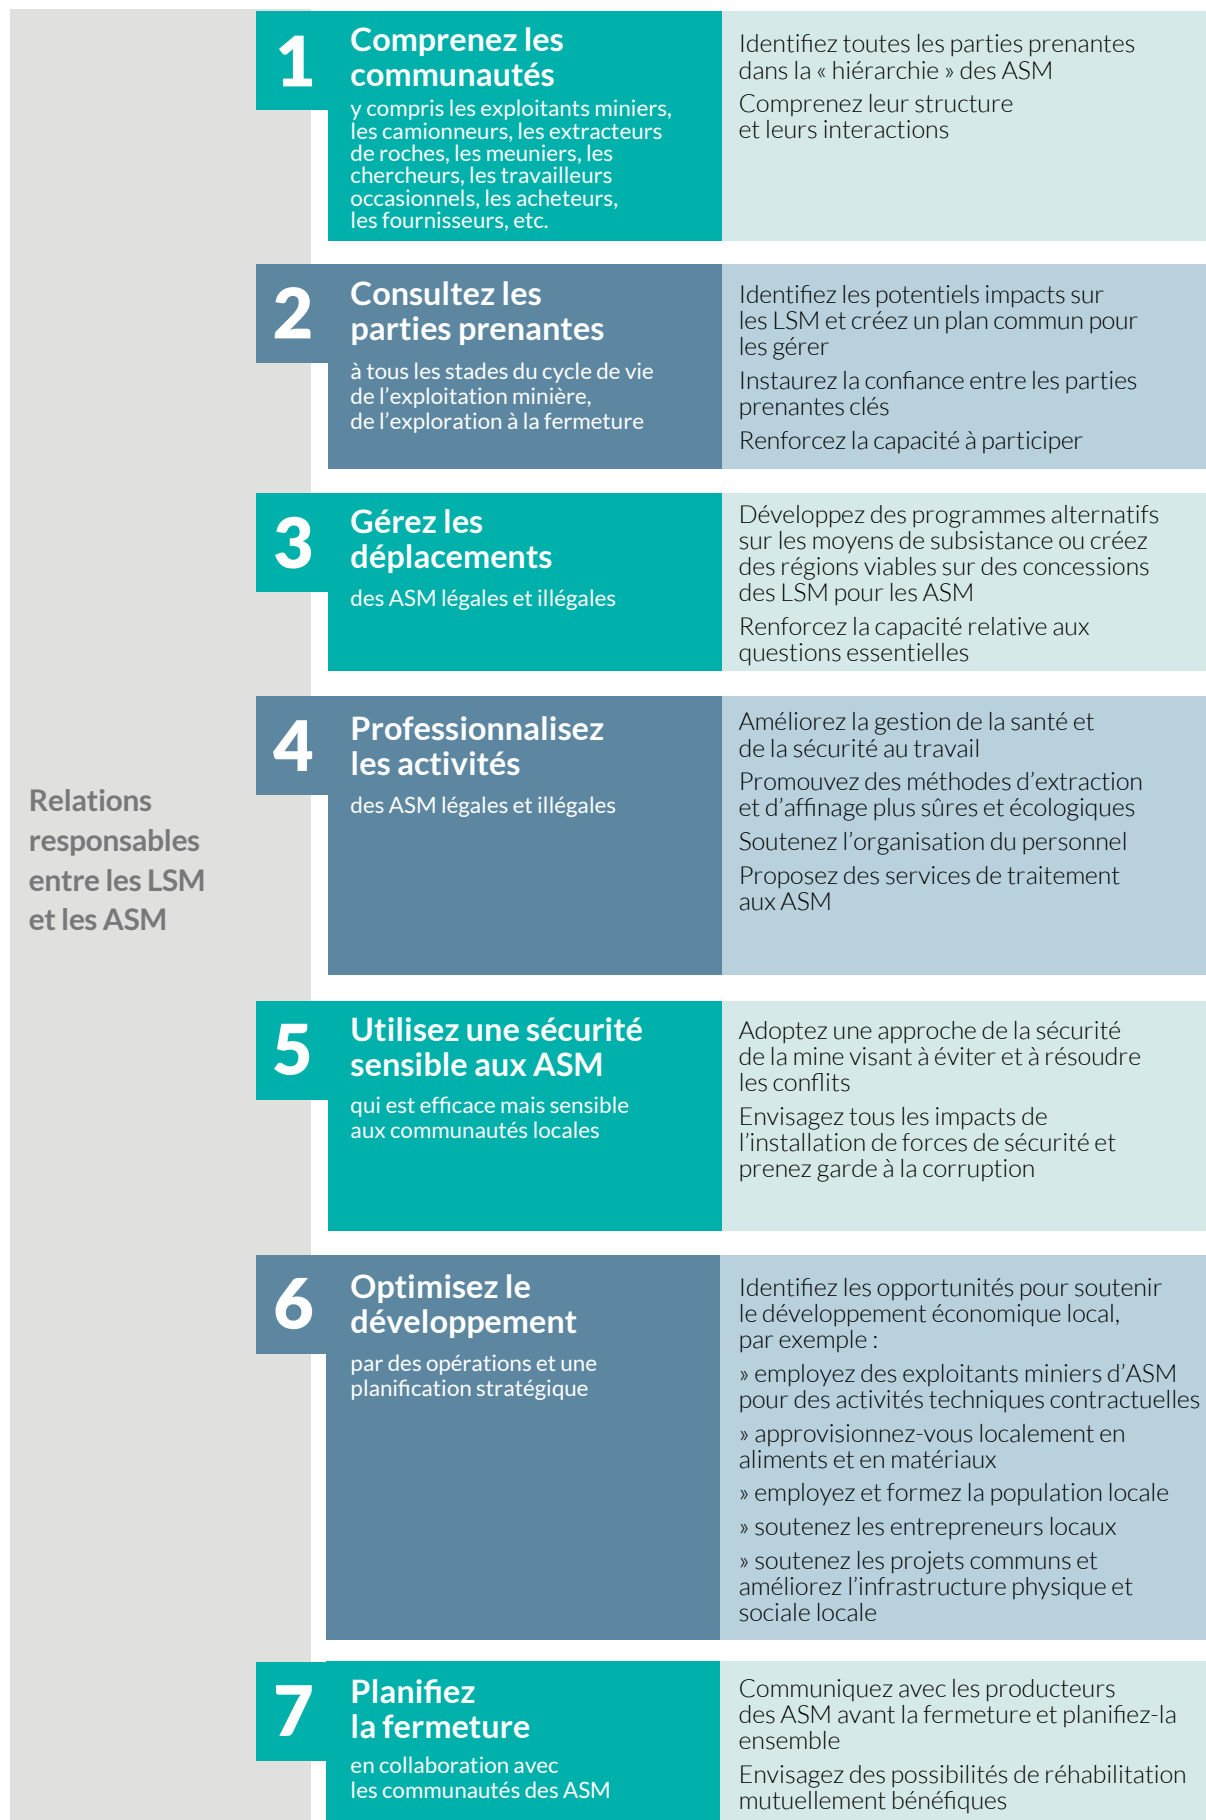 Relations
responsables
entre les LSM
et les ASM
1
Comprenez les
communautés
y compris les exploitants miniers,
les camionneurs, les extracteurs
de roches, les meuniers, les
chercheurs, les travailleurs
occasionnels, les acheteurs,
les fournisseurs, etc.
Identifiez toutes les parties prenantes
dans la « hiérarchie » des ASM
Comprenez leur structure
et leurs interactions
2
Consultez les
parties prenantes
à tous les stades du cycle de vie
de l’exploitation minière,
de l’exploration à la fermeture
Identifiez les potentiels impacts sur
les LSM et créez un plan commun pour
les gérer
Instaurez la confiance entre les parties
prenantes clés
Renforcez la capacité à participer
3
Gérez les
déplacements
des ASM légales et illégales
Développez des programmes alternatifs
sur les moyens de subsistance ou créez
des régions viables sur des concessions
des LSM pour les ASM
Renforcez la capacité relative aux
questions essentielles
4
Professionnalisez
les activités
des ASM légales et illégales
Améliorez la gestion de la santé et
de la sécurité au travail
Promouvez des méthodes d’extraction
et d’affinage plus sûres et écologiques
Soutenez l’organisation du personnel
Proposez des services de traitement
aux ASM
5
Utilisez une sécurité
sensible aux ASM
qui est efficace mais sensible
aux communautés locales
Adoptez une approche de la sécurité
de la mine visant à éviter et à résoudre
les conflits
Envisagez tous les impacts de
l’installation de forces de sécurité et
prenez garde à la corruption
6
Optimisez le
développement
par des opérations et une
planification stratégique
Identifiez les opportunités pour soutenir
le développement économique local,
par exemple :
» employez des exploitants miniers d’ASM
pour des activités techniques contractuelles
» approvisionnez-vous localement en
aliments et en matériaux
» employez et formez la population locale
» soutenez les entrepreneurs locaux
» soutenez les projets communs et
améliorez l’infrastructure physique et
sociale locale
7
Planifiez
la fermeture
en collaboration avec
les communautés des ASM
Communiquez avec les producteurs
des ASM avant la fermeture et planifiez-la
ensemble
Envisagez des possibilités de réhabilitation
mutuellement bénéfiques